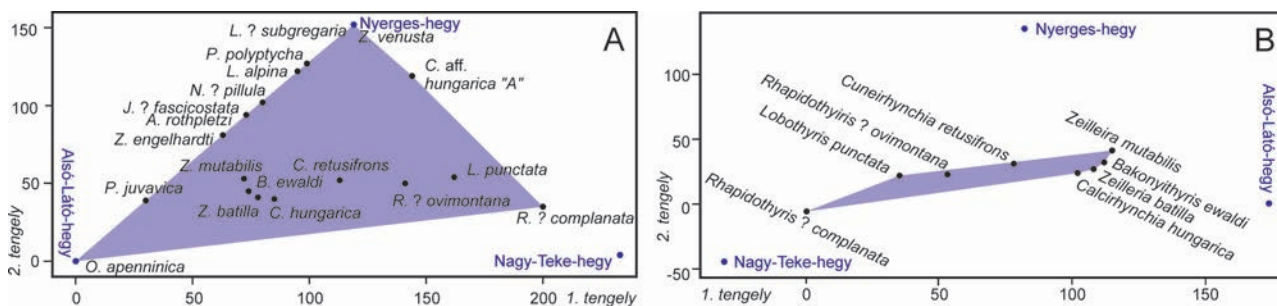 A
Nyerges-hegy
L. ? subgregaria
Z. venusta
P. polyptycha
L. alpina
C. aff.
hungarica "A"
N. ? pillula
J. ? fascicostata
A. rothpletzi
Z. engelhardti
Z. mutabilis
C. retusifrons
B. ewaldi
L. punctata
P. juvavica
Z. batilla
C. hungarica
R. ? ovimontana
R. ? complanata
Alsó-Látó-hegy
O. apenninica
Nagy-Teke-hegy
2. tengely
150
100
50
0
0
50
100
150
200
1. tengely
B
Nyerges-hegy
Cuneirhynchia retusifrons
Rhapidothyiris ? ovimontana
Lobothyris punctata
Rhapidothyris ? complanata
Zeilleira mutabilis
Bakonyithyris ewaldi
Zeilleria batilla
Calcirhynchia hungarica
Alsó-Látó-hegy
Nagy-Teke-hegy
2. tengely
100
50
0
-50
1. tengely
0
50
100
150